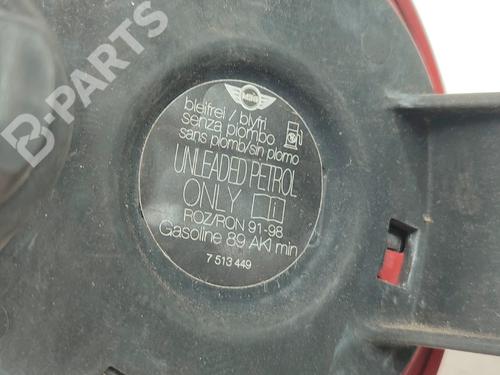 B-PARTS
MINI
bleifrei / blyfri
senza piombo
sans plomb/sin plomo
UNLEADED PETROL
ONLY
ROZ/RON 91-98
Gasoline 89 AKI min
7 513 449